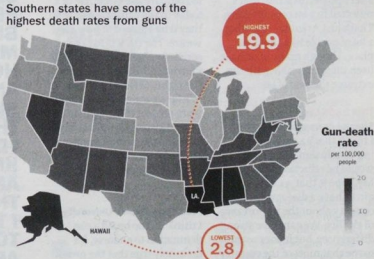 Southern states have some of the
highest death rates from guns
HIGHEST
19.9
Gun-death
rate
per 100,000
people
20
10
0
LA.
HAWAII
LOWEST
2.8